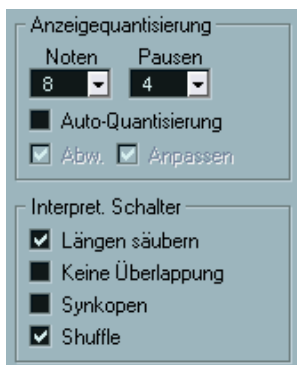 Anzeigequantisierung
Noten Pausen
8 4
Auto-Quantisierung
Abw. Anpassen
Interpret. Schalter
Längen säubern
Keine Überlappung
Synkopen
Shuffle